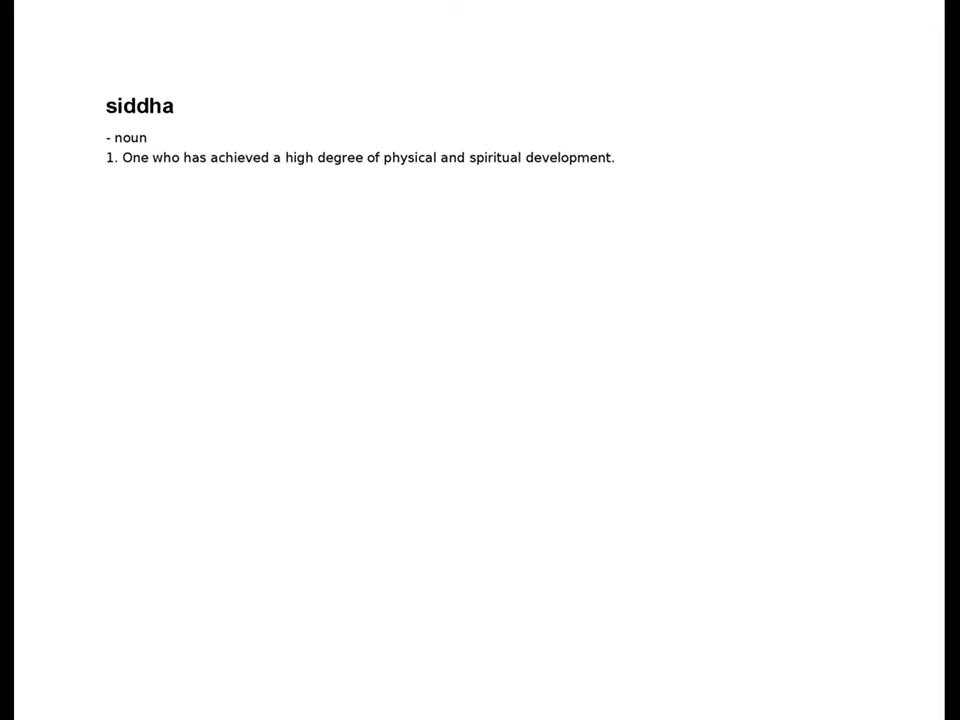 siddha
- noun
1. One who has achieved a high degree of physical and spiritual development.